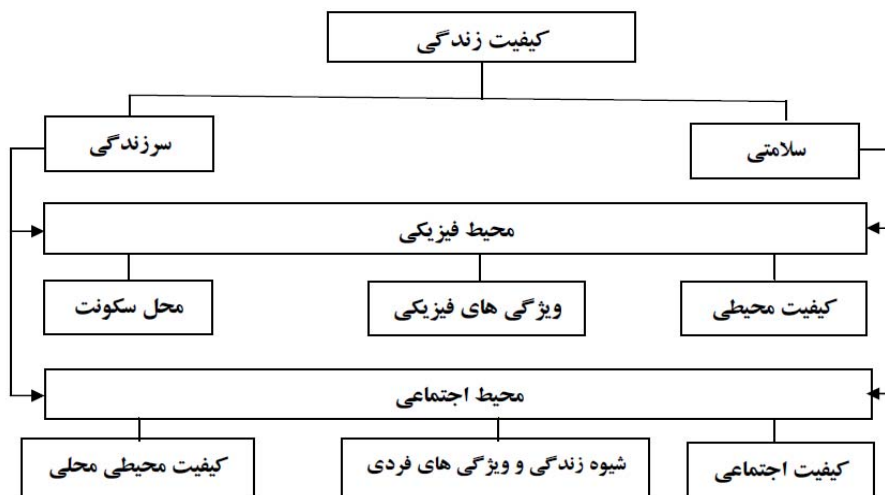 کیفیت زندگی
سلامتی
سرزندگی
محیط فیزیکی
کیفیت محیطی
ویژگی های فیزیکی
محل سکونت
محیط اجتماعی
کیفیت اجتماعی
شیوه زندگی و ویژگی های فردی
کیفیت محیطی محلی